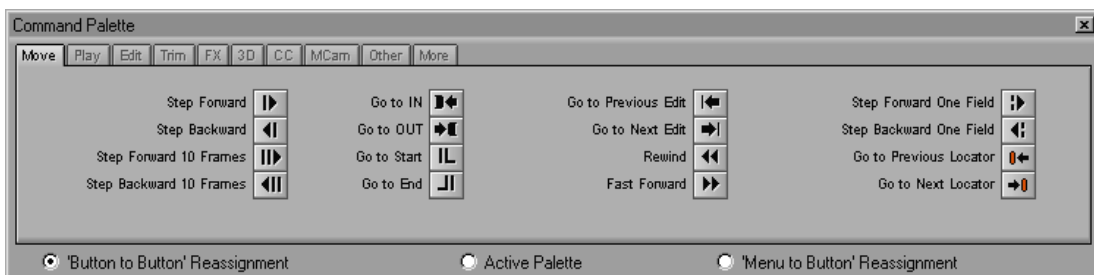 Command Palette
Move Play Edit Trim FX 3D CC MCam Other More
Step Forward Go to IN Go to Previous Edit Step Forward One Field
Step Backward Go to OUT Go to Next Edit Step Backward One Field
Step Forward 10 Frames Go to Start Rewind Go to Previous Locator
Step Backward 10 Frames Go to End Fast Forward Go to Next Locator
'Button to Button' Reassignment Active Palette 'Menu to Button' Reassignment